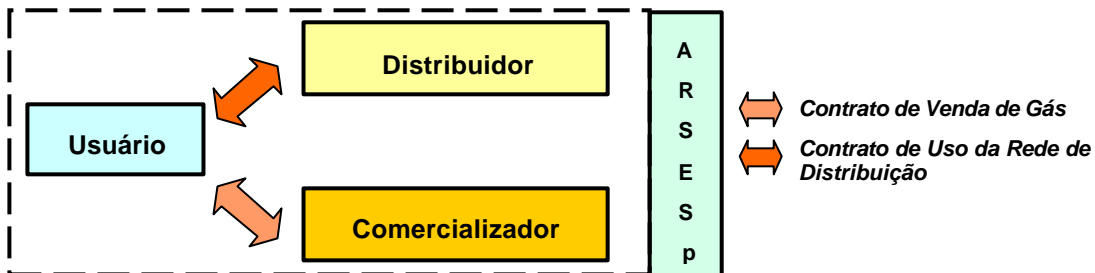 Distribuidor
Usuário
Comercializador
A
R
S
E
S
p
Contrato de Venda de Gás
Contrato de Uso da Rede de
Distribuição